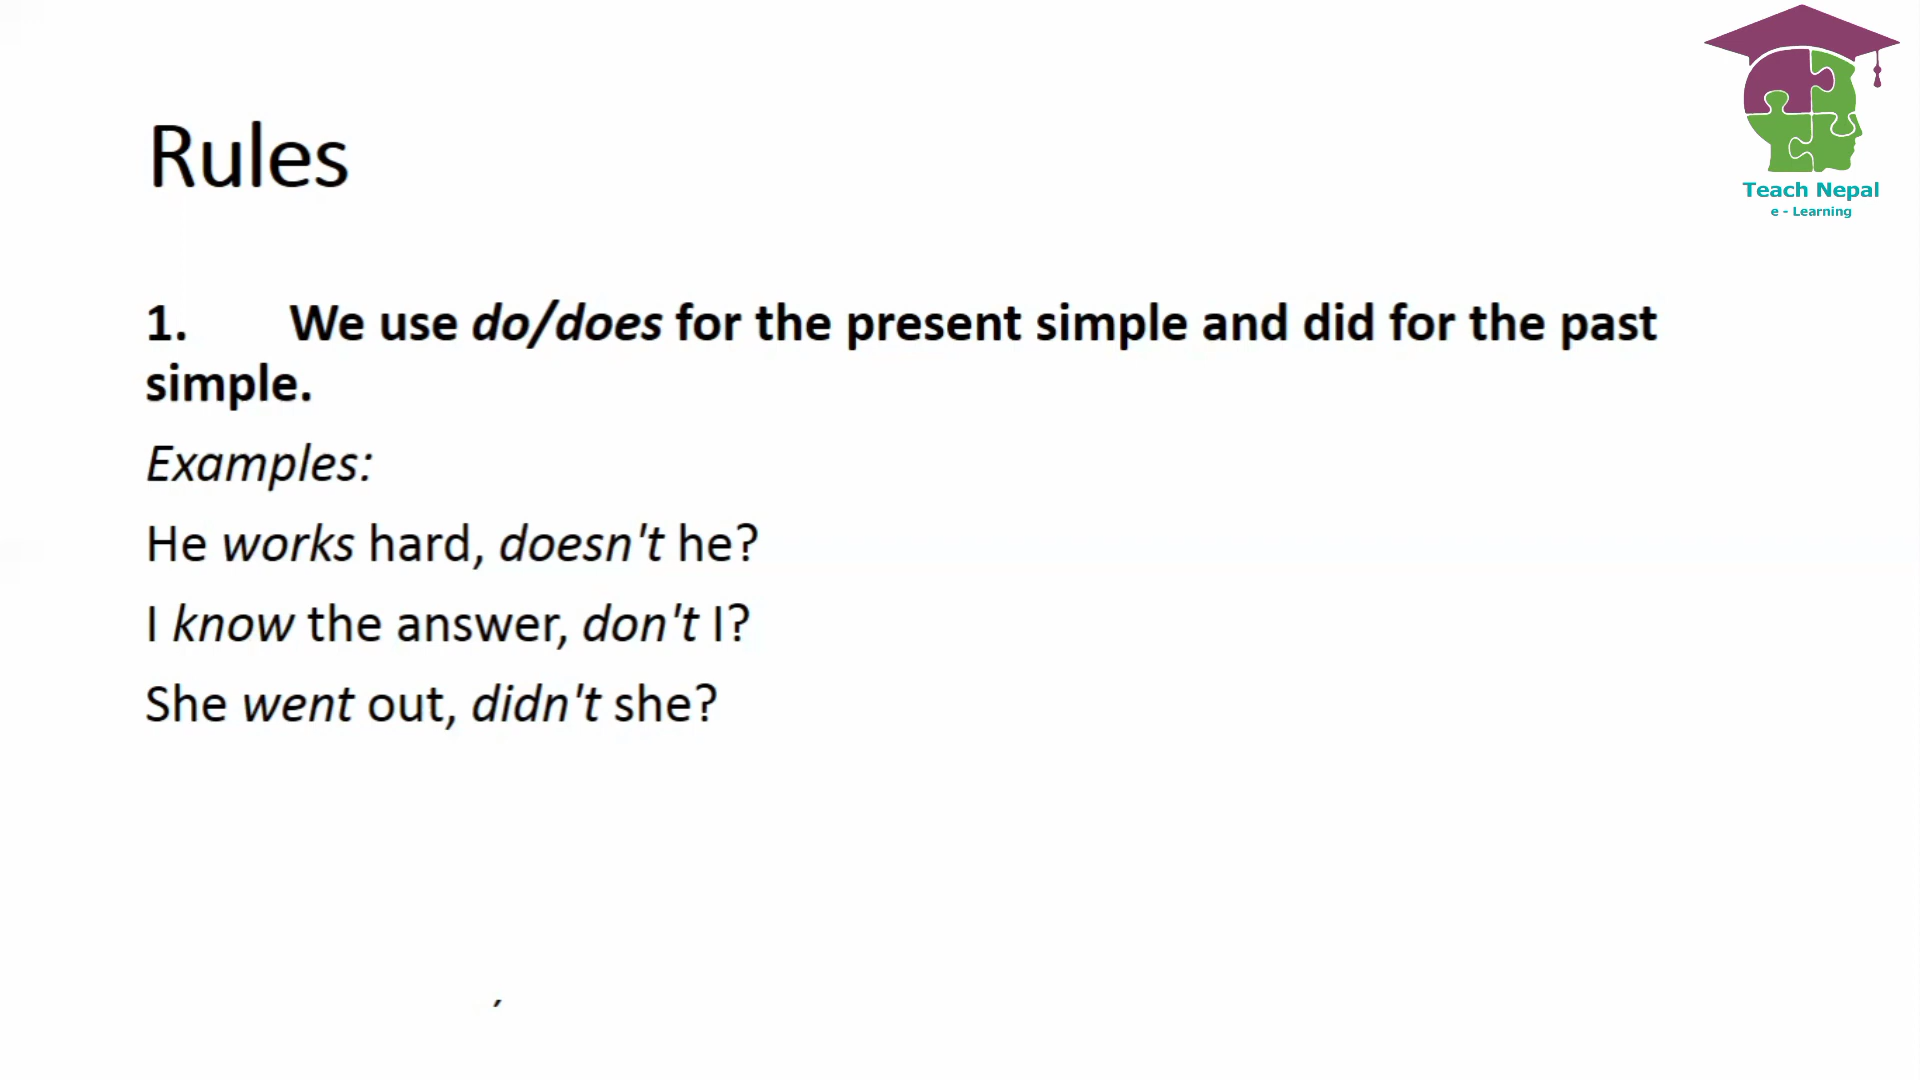 Teach Nepal
e - Learning
Rules
1. We use do/does for the present simple and did for the past
simple.
Examples:
He works hard, doesn't he?
I know the answer, don't I?
She went out, didn't she?